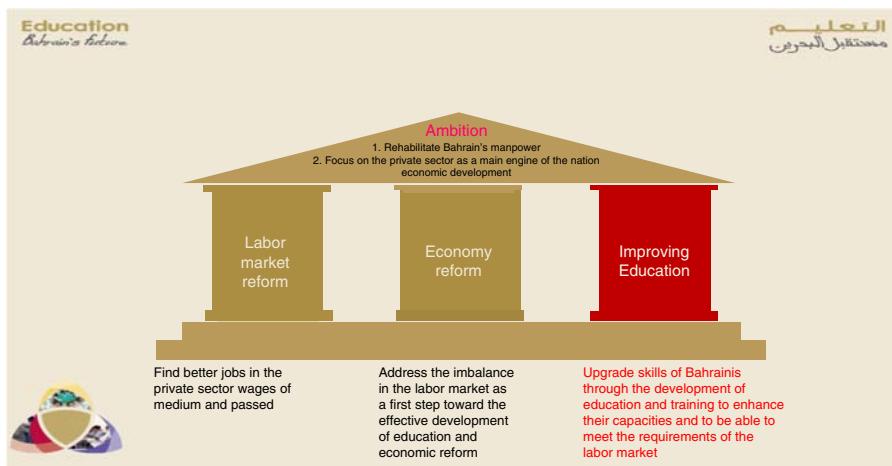 Education
Bahrain's future
التعليم
مستقبل البحرين
Ambition
1. Rehabilitate Bahrain's manpower
2. Focus on the private sector as a main engine of the nation
economic development
Labor
market
reform
Economy
reform
Improving
Education
Find better jobs in the
private sector wages of
medium and passed
Address the imbalance
in the labor market as
a first step toward the
effective development
of education and
economic reform
Upgrade skills of Bahrainis
through the development of
education and training to enhance
their capacities and to be able to
meet the requirements of the
labor market